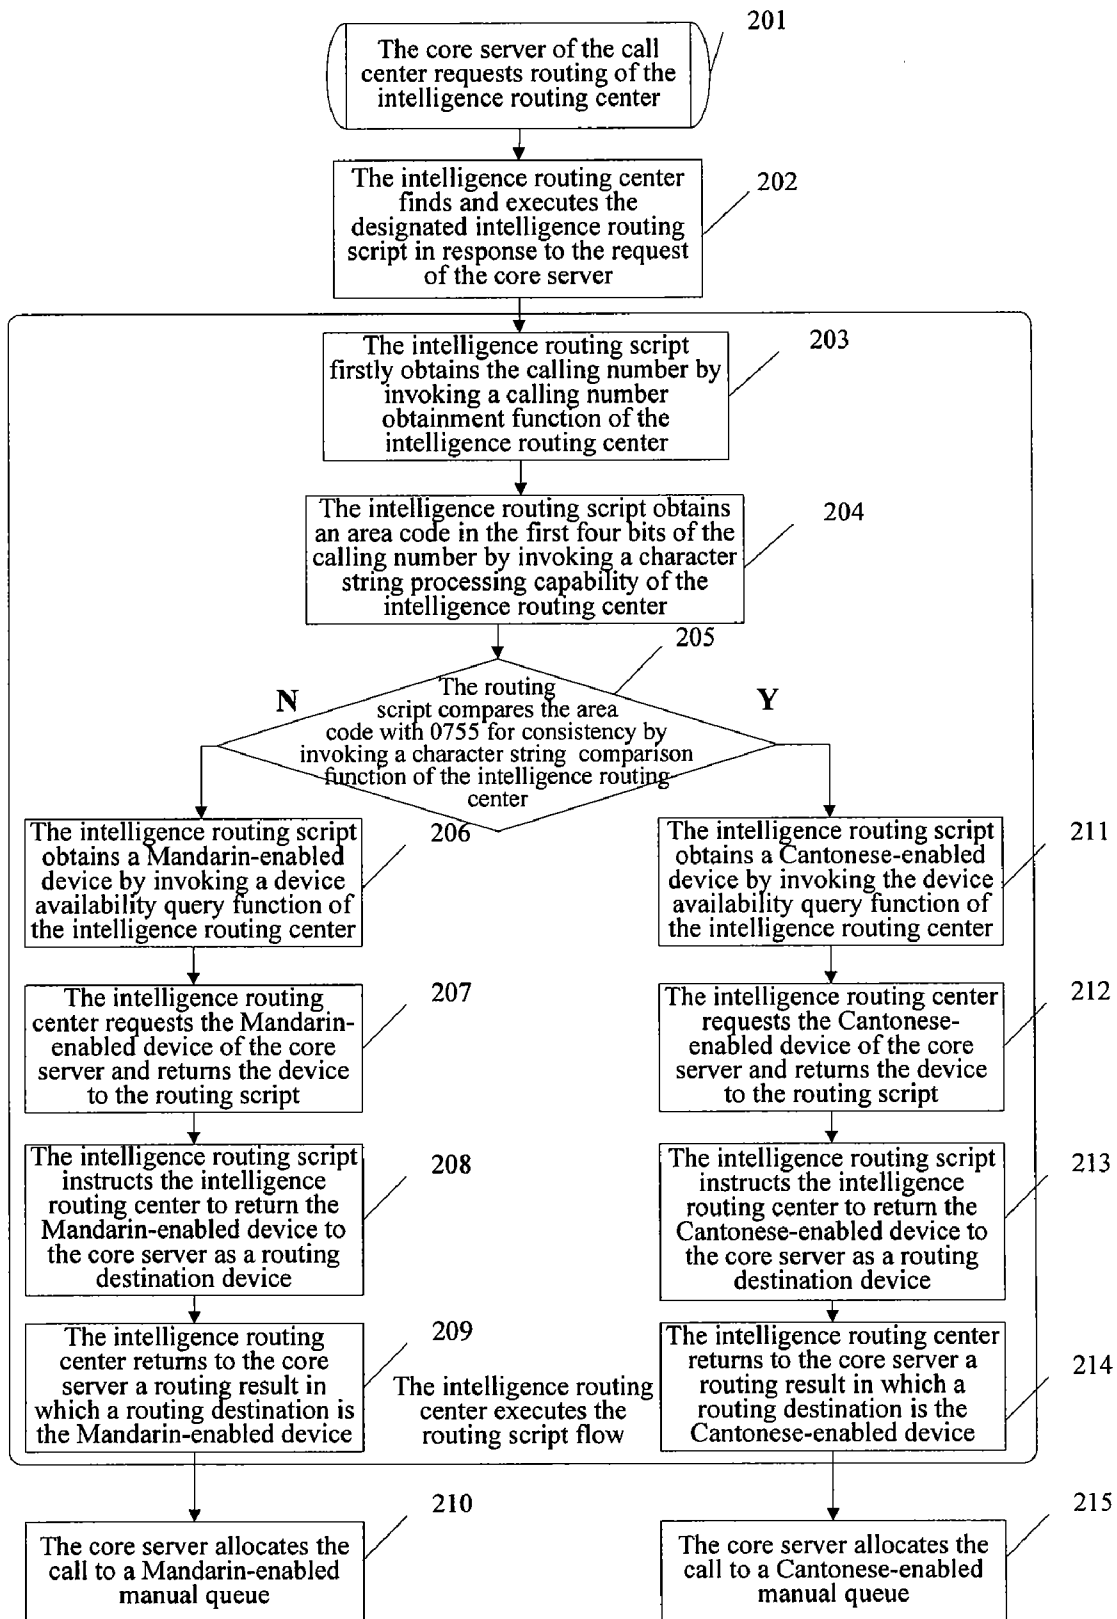 201
The core server of the call
center requests routing of the
intelligence routing center
202
The intelligence routing center
finds and executes the
designated intelligence routing
script in response to the request
of the core server
203
The intelligence routing script
firstly obtains the calling number by
invoking a calling number
obtainment function of the
intelligence routing center
204
The intelligence routing script obtains
an area code in the first four bits of the
calling number by invoking a character
string processing capability of the
intelligence routing center
205
N
Y
The routing
script compares the area
code with 0755 for consistency by
invoking a character string comparison
function of the intelligence routing
center
206
The intelligence routing script
obtains a Mandarin-enabled
device by invoking a device
availability query function of
the intelligence routing center
207
The intelligence routing
center requests the Mandarin-
enabled device of the core
server and returns the device
to the routing script
208
The intelligence routing script
instructs the intelligence
routing center to return the
Mandarin-enabled device to
the core server as a routing
destination device
209
The intelligence routing
center returns to the core
server a routing result in
which a routing destination is
the Mandarin-enabled device
210
The core server allocates the
call to a Mandarin-enabled
manual queue
The intelligence routing
center executes the
routing script flow
211
The intelligence routing script
obtains a Cantonese-enabled
device by invoking the device
availability query function of
the intelligence routing center
212
The intelligence routing center
requests the Cantonese-
enabled device of the core
server and returns the device
to the routing script
213
The intelligence routing script
instructs the intelligence
routing center to return the
Cantonese-enabled device to
the core server as a routing
destination device
214
The intelligence routing center
returns to the core server a
routing result in which a
routing destination is the
Cantonese-enabled device
215
The core server allocates the
call to a Cantonese-enabled
manual queue